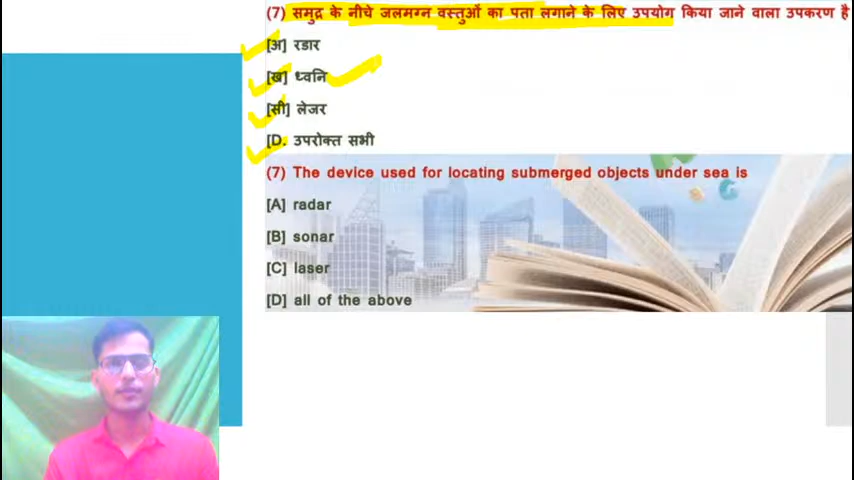 (7) समुद्र के नीचे जलमग्न वस्तुओं का पता लगाने के लिए उपयोग किया जाने वाला उपकरण है
[अ] रडार
[ख] ध्वनि
[सी] लेजर
[D. उपरोक्त सभी
(7) The device used for locating submerged objects under sea is
[A] radar
[B] sonar
[C] laser
[D] all of the above